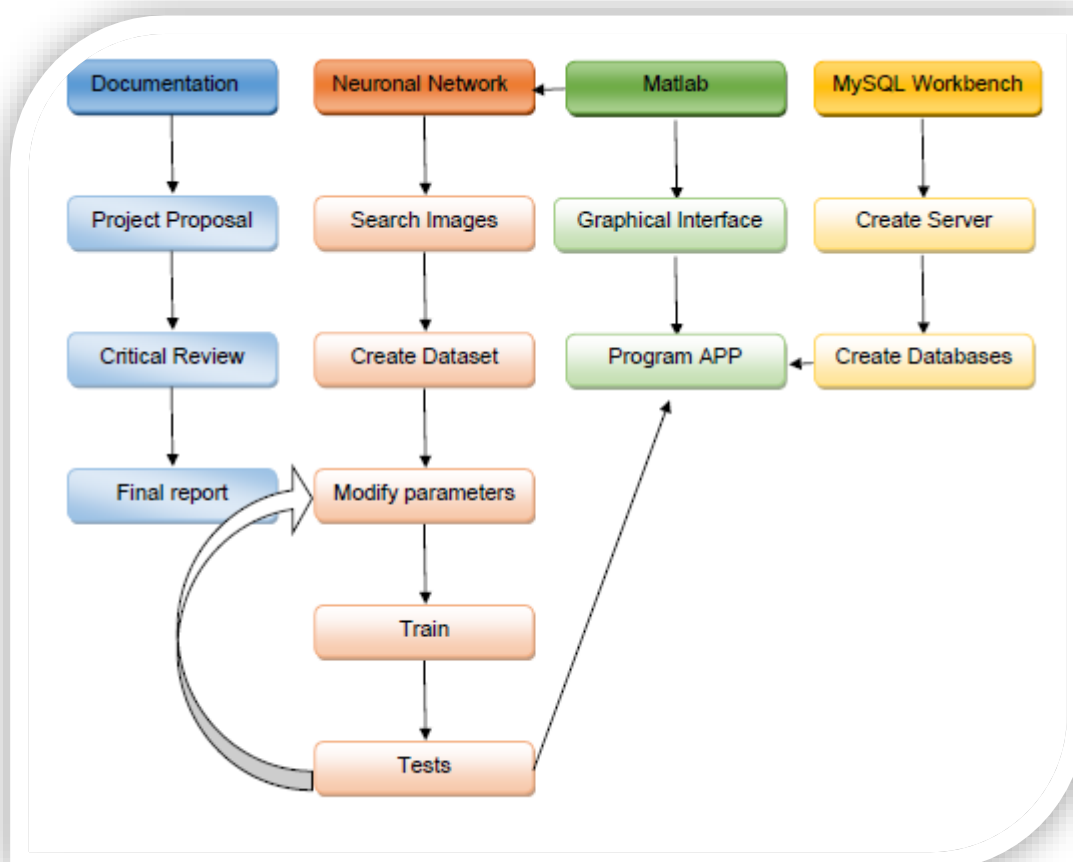 Documentation
Neuronal Network
Matlab
MySQL Workbench
Project Proposal
Search Images
Graphical Interface
Create Server
Critical Review
Create Dataset
Program APP
Create Databases
Final report
Modify parameters
Train
Tests